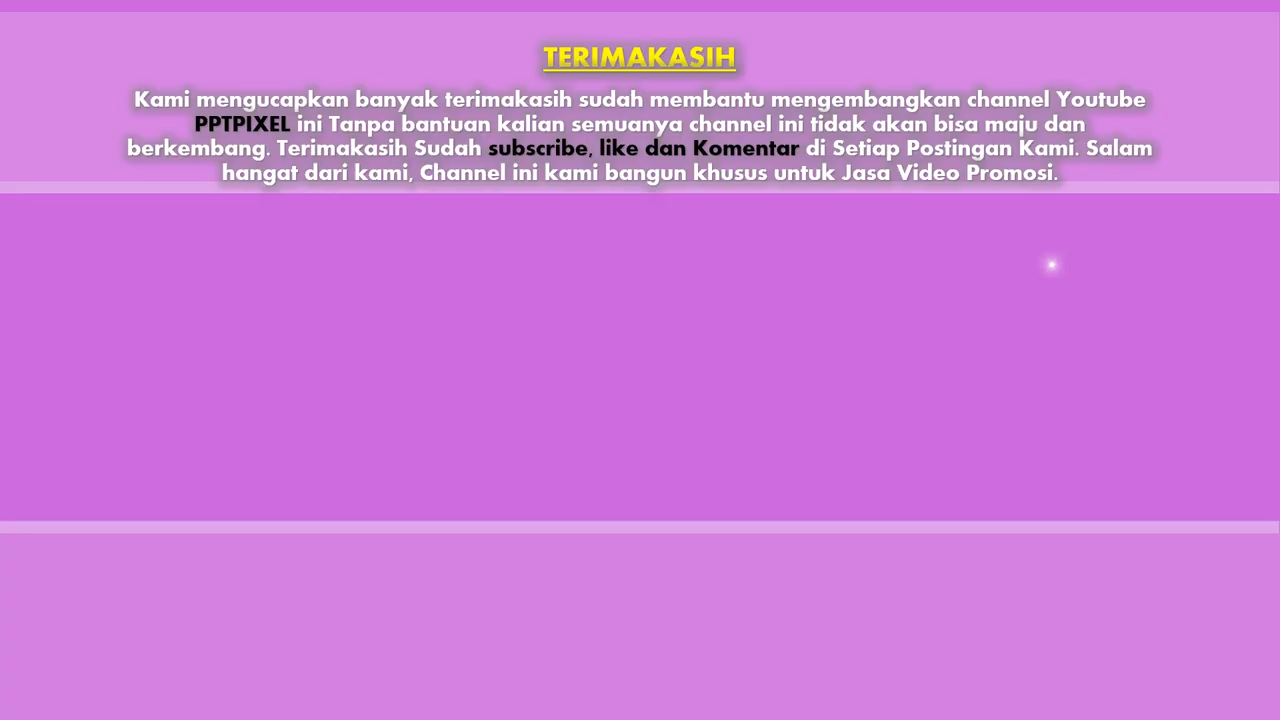 TERIMAKASIH
Kami mengucapkan banyak terimakasih sudah membantu mengembangkan channel Youtube
PPTPIXEL ini Tanpa bantuan kalian semuanya channel ini tidak akan bisa maju dan
berkembang. Terimakasih Sudah subscribe, like dan Komentar di Setiap Postingan Kami. Salam
hangat dari kami, Channel ini kami bangun khusus untuk Jasa Video Promosi.